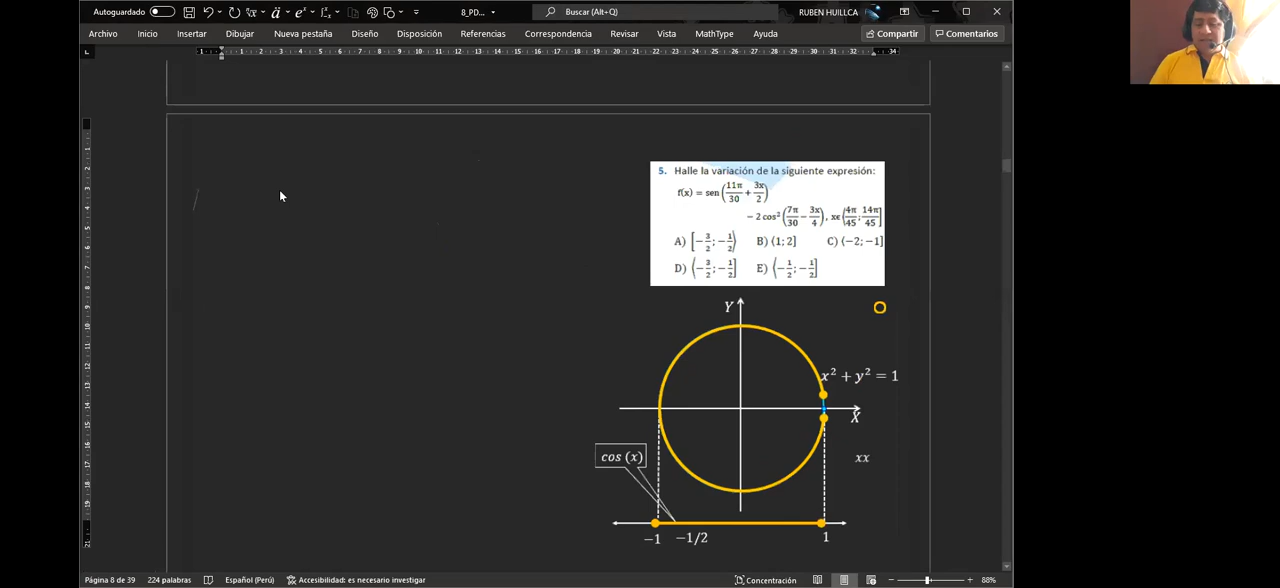 Autoguardado
8_PD...
Buscar (Alt+Q)
RUBEN HUILLCA
Archivo Inicio Insertar Dibujar Nueva pestaña Diseño Disposición Referencias Correspondencia Revisar Vista MathType Ayuda Compartir Comentarios
5. Halle la variación de la siguiente expresión:
f(x) = sen (11π/30 + 3x/2)
− 2 cos² (7π/30 − 3x/4), xϵ ⟨4π/45; 14π/45]
A) [−3/2; −1/2⟩ B) ⟨1; 2] C) ⟨−2; −1]
D) ⟨−3/2; −1/2] E) ⟨−1/2; −1/2]
Y
x² + y² = 1
X
cos (x)
xx
−1 −1/2 1
Página 8 de 39 224 palabras Español (Perú) Accesibilidad: es necesario investigar Concentración 88%